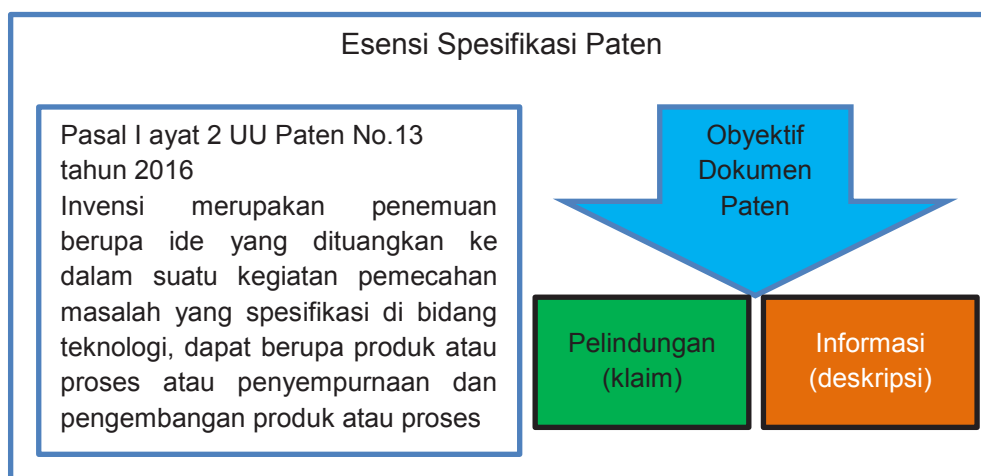 Esensi Spesifikasi Paten
Pasal I ayat 2 UU Paten No.13
tahun 2016
Invensi merupakan penemuan
berupa ide yang dituangkan ke
dalam suatu kegiatan pemecahan
masalah yang spesifikasi di bidang
teknologi, dapat berupa produk atau
proses atau penyempurnaan dan
pengembangan produk atau proses
Obyektif
Dokumen
Paten
Pelindungan
(klaim)
Informasi
(deskripsi)